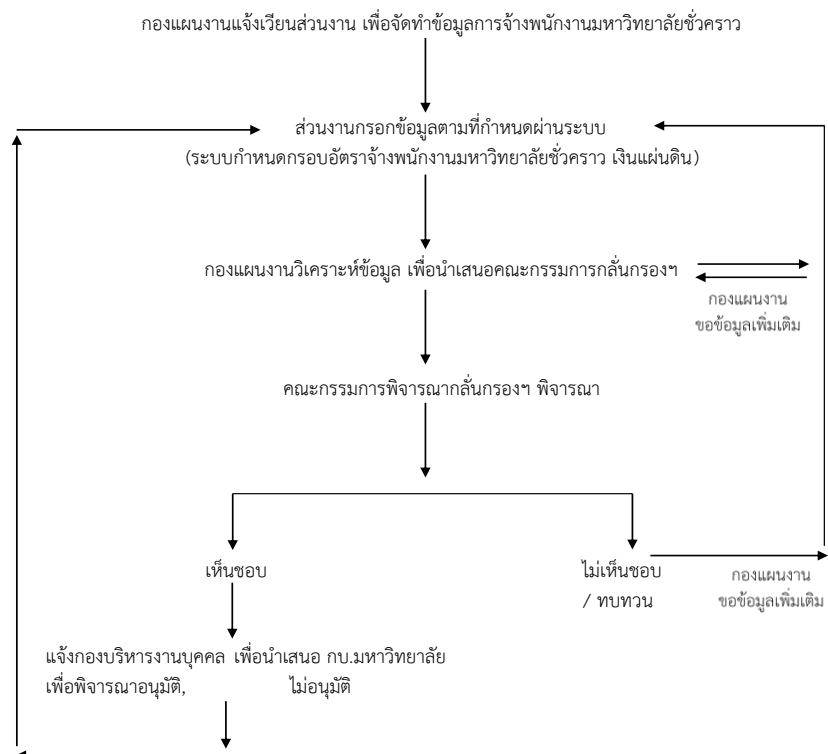 กองแผนงานแจ้งเวียนส่วนงาน เพื่อจัดทำข้อมูลการจ้างพนักงานมหาวิทยาลัยชั่วคราว
ส่วนงานกรอกข้อมูลตามที่กำหนดผ่านระบบ
(ระบบกำหนดกรอบอัตราจ้างพนักงานมหาวิทยาลัยชั่วคราว เงินแผ่นดิน)
กองแผนงานวิเคราะห์ข้อมูล เพื่อนำเสนอคณะกรรมการกลั่นกรองฯ
กองแผนงาน
ขอข้อมูลเพิ่มเติม
คณะกรรมการพิจารณากลั่นกรองฯ พิจารณา
เห็นชอบ
ไม่เห็นชอบ
/ ทบทวน
กองแผนงาน
ขอข้อมูลเพิ่มเติม
แจ้งกองบริหารงานบุคคล เพื่อนำเสนอ กบ.มหาวิทยาลัย
เพื่อพิจารณาอนุมัติ, ไม่อนุมัติ